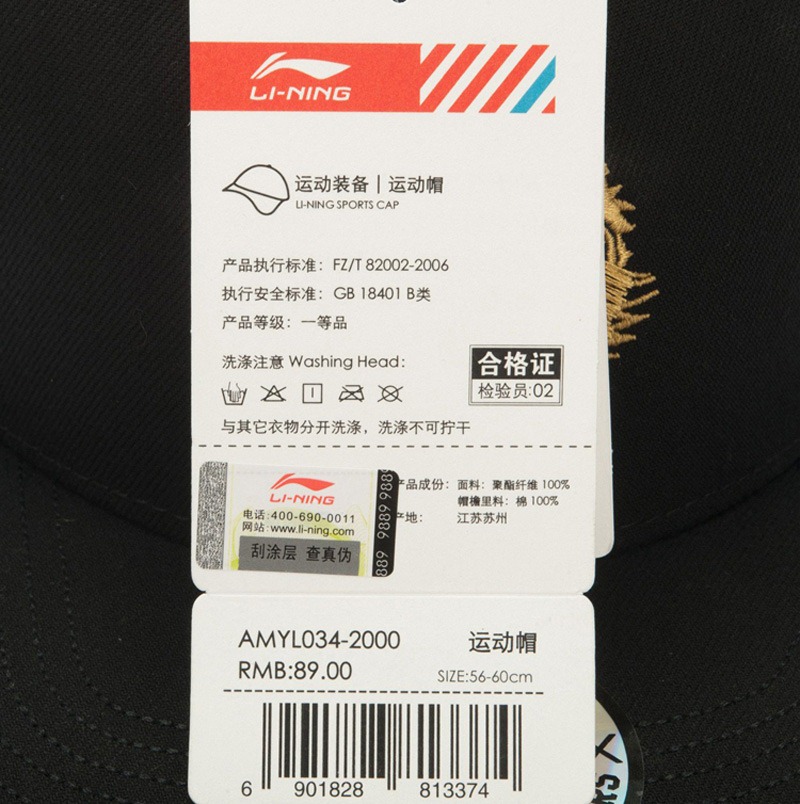 LI-NING
运动装备 | 运动帽
LI-NING SPORTS CAP
产品执行标准: FZ/T 82002-2006
执行安全标准: GB 18401 B类
产品等级: 一等品
洗涤注意 Washing Head:
合格证
检验员:02
与其它衣物分开洗涤, 洗涤不可拧干
LI-NING
电话:400-690-0011
网站:www.li-ning.com
刮涂层 查真伪
889 9889 9889
产品成份: 面料: 聚酯纤维 100%
帽檐里料: 棉 100%
产地: 江苏苏州
AMYL034-2000 运动帽
RMB:89.00 SIZE:56-60cm
6 901828 813374